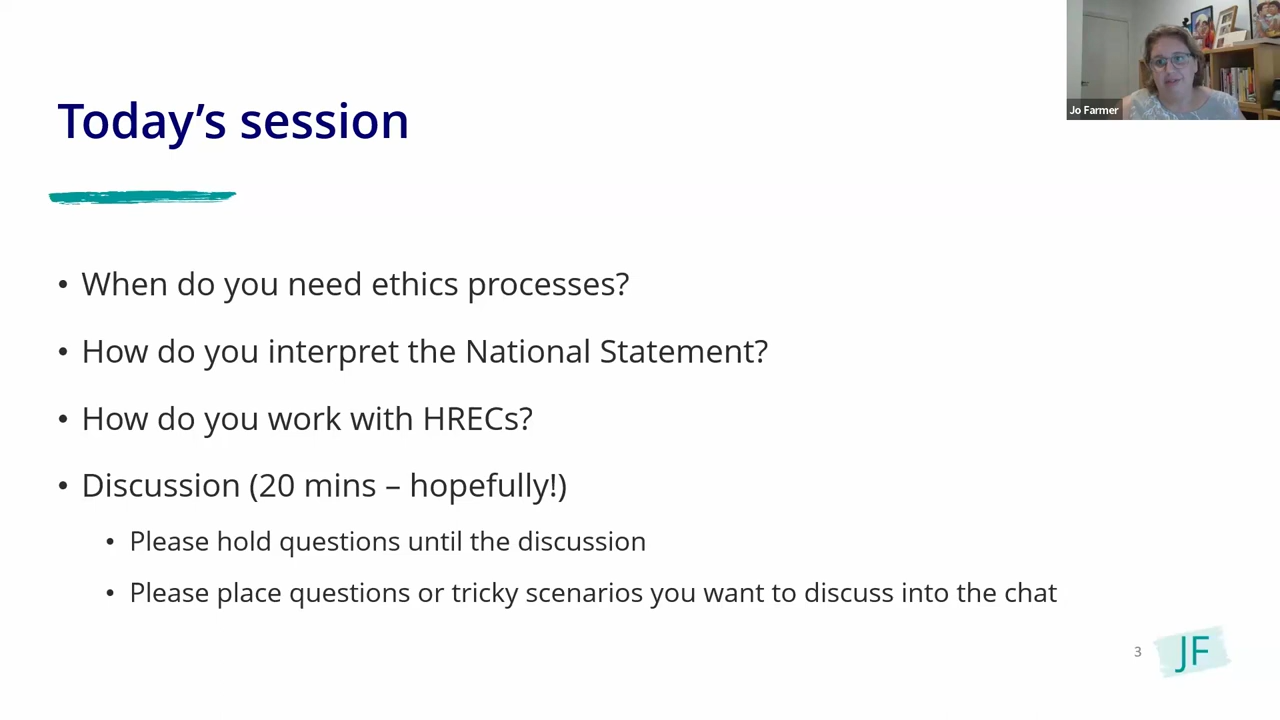 Jo Farmer
Today’s session
• When do you need ethics processes?
• How do you interpret the National Statement?
• How do you work with HRECs?
• Discussion (20 mins – hopefully!)
• Please hold questions until the discussion
• Please place questions or tricky scenarios you want to discuss into the chat
3
JF